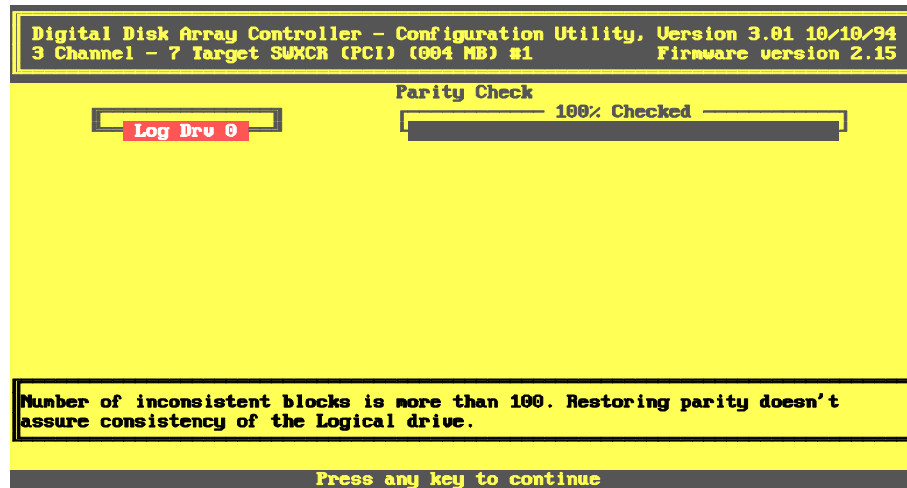 Digital Disk Array Controller - Configuration Utility, Version 3.01 10/10/94
3 Channel - 7 Target SWXCR (PCI) (004 MB) #1 Firmware version 2.15
Parity Check
100% Checked
Log Drv 0
Number of inconsistent blocks is more than 100. Restoring parity doesn't
assure consistency of the Logical drive.
Press any key to continue